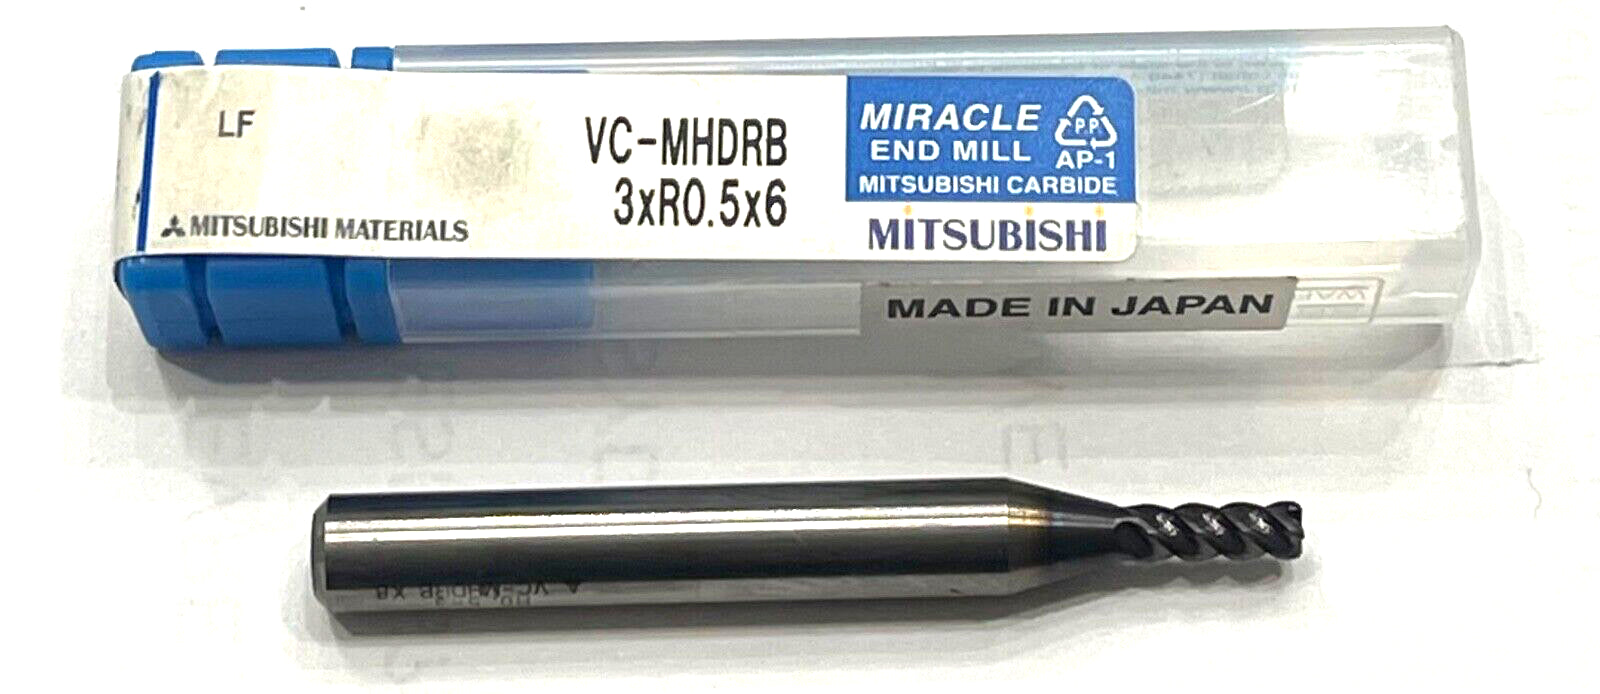 LF
MITSUBISHI MATERIALS
VC-MHDRB
3xR0.5x6
MIRACLE
END MILL
MITSUBISHI CARBIDE
P.P
AP-1
MITSUBISHI
MADE IN JAPAN